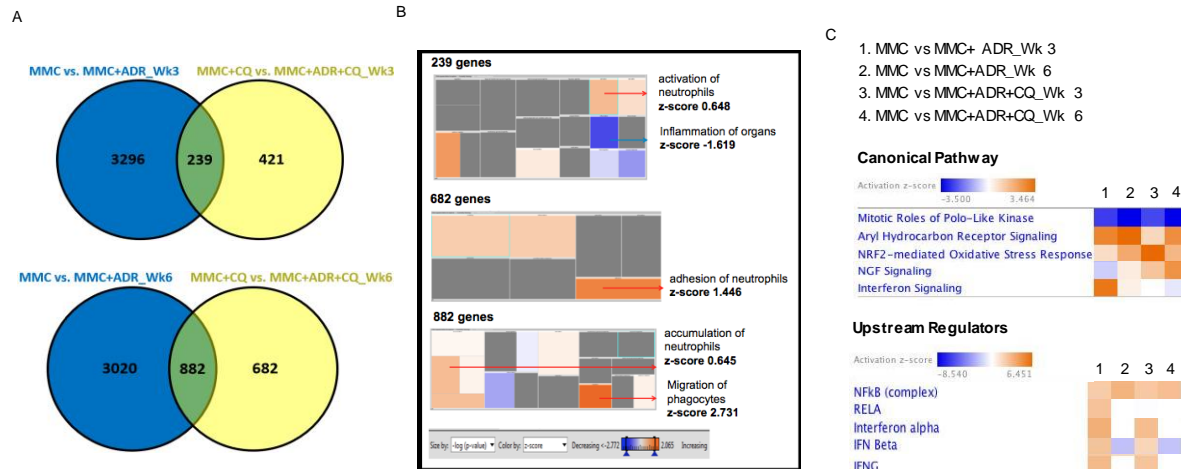 A
MMC vs. MMC+ADR_Wk3
MMC+CQ vs. MMC+ADR+CQ_Wk3
3296
239
421
MMC vs. MMC+ADR_Wk6
MMC+CQ vs. MMC+ADR+CQ_Wk6
3020
882
682
B
239 genes
activation of
neutrophils
z-score 0.648
Inflammation of organs
z-score -1.619
682 genes
adhesion of neutrophils
z-score 1.446
882 genes
accumulation of
neutrophils
z-score 0.645
Migration of
phagocytes
z-score 2.731
Size by: -log (p-value) Color by: z-score Decreasing <-2.772 2.065 Increasing
C
1. MMC vs MMC+ ADR_Wk 3
2. MMC vs MMC+ADR_Wk 6
3. MMC vs MMC+ADR+CQ_Wk 3
4. MMC vs MMC+ADR+CQ_Wk 6
Canonical Pathway
Activation z-score
-3.500 3.464
1 2 3 4
Mitotic Roles of Polo-Like Kinase
Aryl Hydrocarbon Receptor Signaling
NRF2-mediated Oxidative Stress Response
NGF Signaling
Interferon Signaling
Upstream Regulators
Activation z-score
-8.540 6.451
1 2 3 4
NFkB (complex)
RELA
Interferon alpha
IFN Beta
IFNG